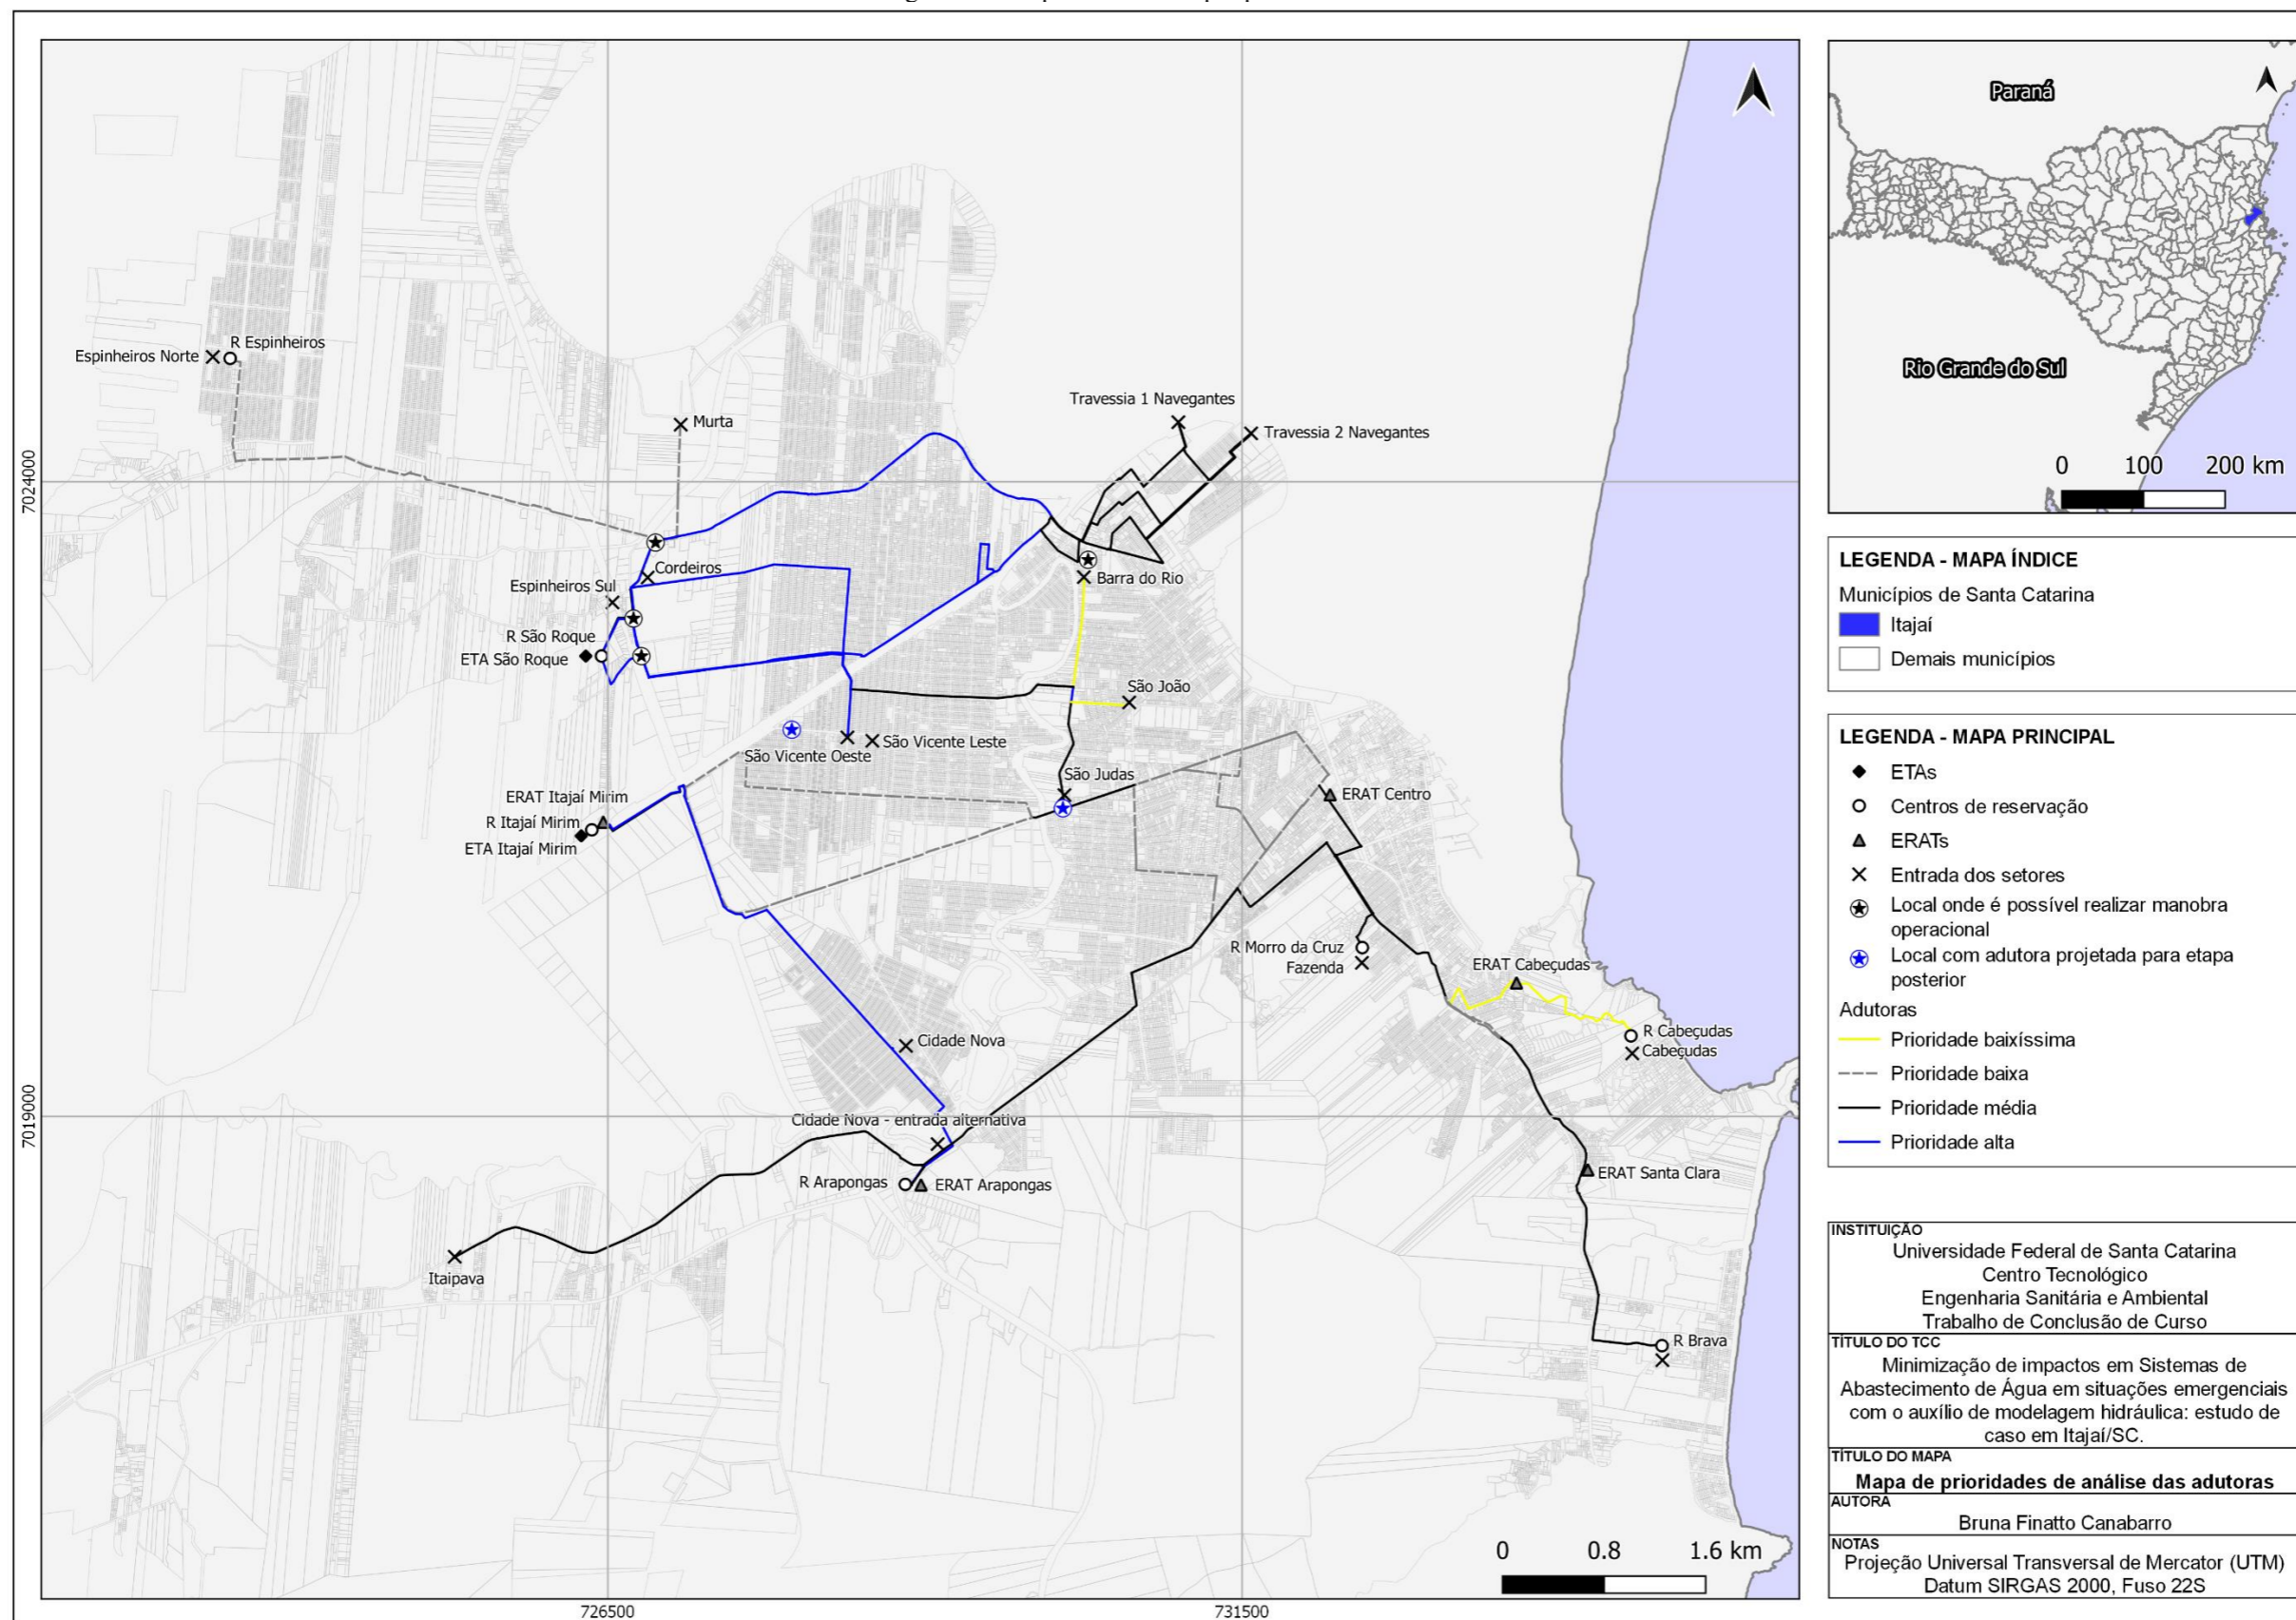 Espinheiros Norte
R Espinheiros
Murta
Travessia 1 Navegantes
Travessia 2 Navegantes
Cordeiros
Espinheiros Sul
Barra do Rio
R São Roque
ETA São Roque
São João
São Vicente Leste
São Vicente Oeste
São Judas
ERAT Itajaí Mirim
R Itajaí Mirim
ETA Itajaí Mirim
ERAT Centro
R Morro da Cruz
Fazenda
ERAT Cabeçudas
R Cabeçudas
Cabeçudas
Cidade Nova
Cidade Nova - entrada alternativa
R Arapongas
ERAT Arapongas
ERAT Santa Clara
Itaipava
R Brava
7024000
7019000
726500
731500
0 0.8 1.6 km
Paraná
Rio Grande do Sul
0 100 200 km
LEGENDA - MAPA ÍNDICE
Municípios de Santa Catarina
Itajaí
Demais municípios
LEGENDA - MAPA PRINCIPAL
ETAs
Centros de reservação
ERATs
Entrada dos setores
Local onde é possível realizar manobra
operacional
Local com adutora projetada para etapa
posterior
Adutoras
Prioridade baixíssima
Prioridade baixa
Prioridade média
Prioridade alta
INSTITUIÇÃO
Universidade Federal de Santa Catarina
Centro Tecnológico
Engenharia Sanitária e Ambiental
Trabalho de Conclusão de Curso
TÍTULO DO TCC
Minimização de impactos em Sistemas de
Abastecimento de Água em situações emergenciais
com o auxílio de modelagem hidráulica: estudo de
caso em Itajaí/SC.
TÍTULO DO MAPA
Mapa de prioridades de análise das adutoras
AUTORA
Bruna Finatto Canabarro
NOTAS
Projeção Universal Transversal de Mercator (UTM)
Datum SIRGAS 2000, Fuso 22S